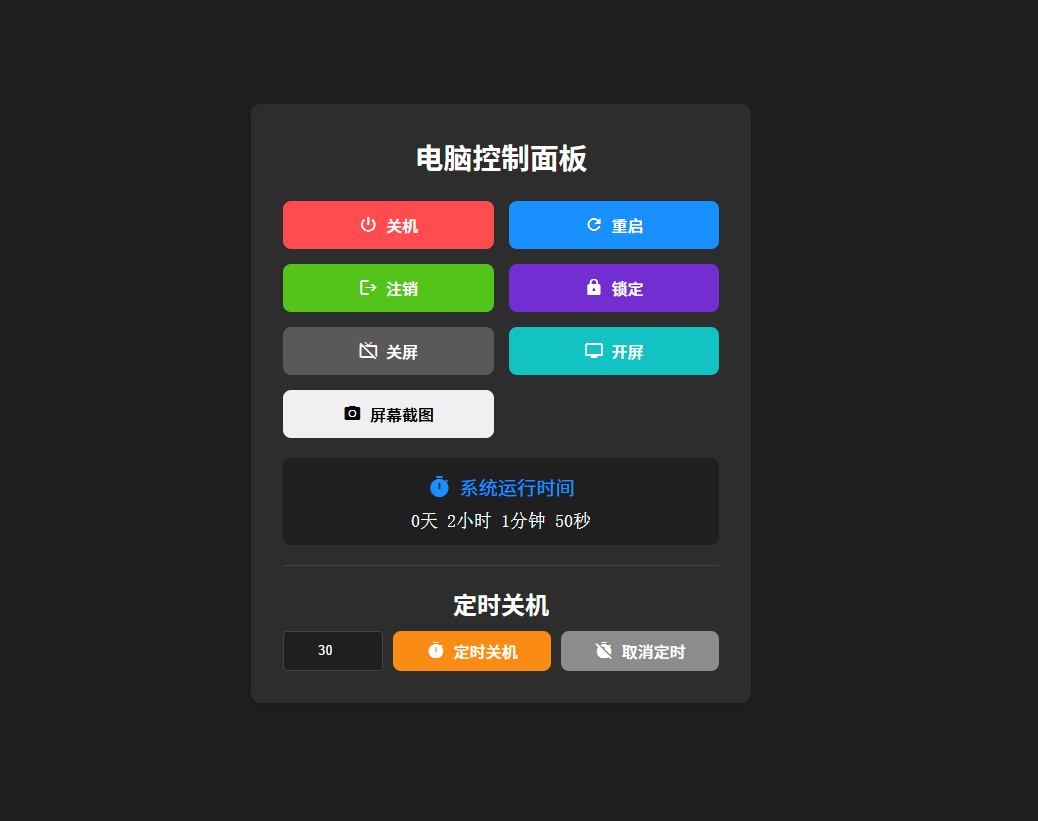 电脑控制面板
关机
重启
注销
锁定
关屏
开屏
屏幕截图
系统运行时间
0天 2小时 1分钟 50秒
定时关机
30
定时关机
取消定时